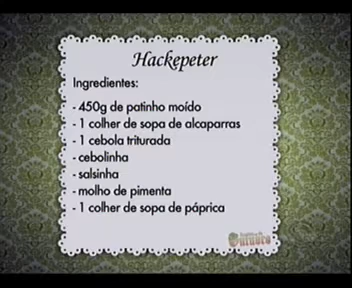 Hackepeter
Ingredientes:
- 450g de patinho moído
- 1 colher de sopa de alcaparras
- 1 cebola triturada
- cebolinha
- salsinha
- molho de pimenta
- 1 colher de sopa de páprica